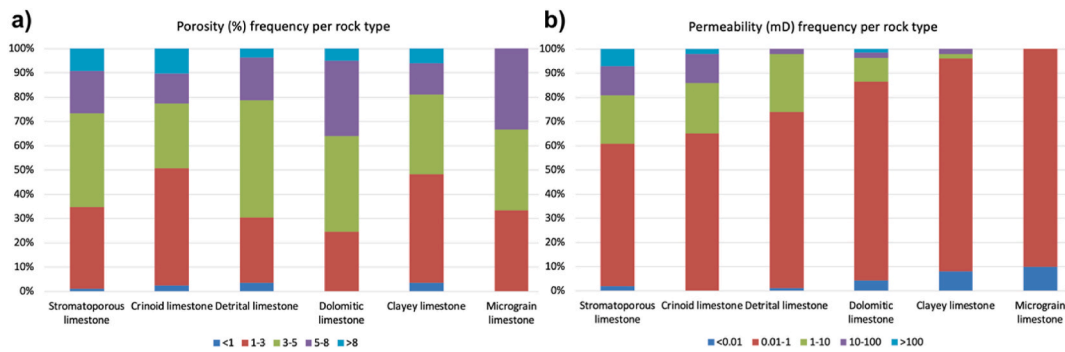 a)
Porosity (%) frequency per rock type
100%
90%
80%
70%
60%
50%
40%
30%
20%
10%
0%
Stromatoporous limestone
Crinoid limestone
Detrital limestone
Dolomitic limestone
Clayey limestone
Micrograin limestone
<1 1-3 3-5 5-8 >8
b)
Permeability (mD) frequency per rock type
100%
90%
80%
70%
60%
50%
40%
30%
20%
10%
0%
Stromatoporous limestone
Crinoid limestone
Detrital limestone
Dolomitic limestone
Clayey limestone
Micrograin limestone
<0.01 0.01-1 1-10 10-100 >100